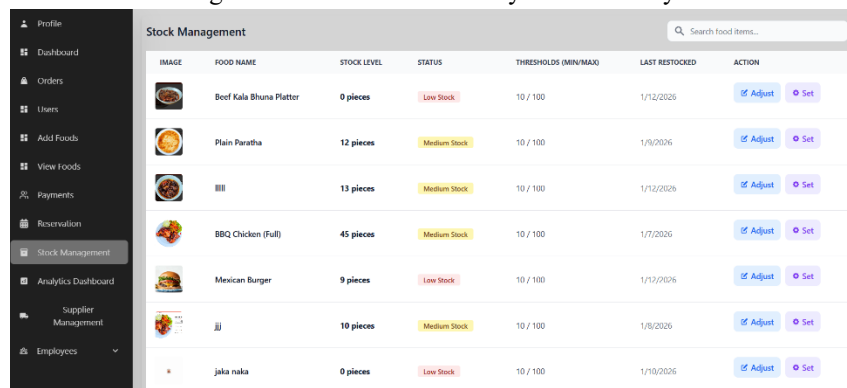 Profile
Dashboard
Orders
Users
Add Foods
View Foods
Payments
Reservation
Stock Management
Analytics Dashboard
Supplier
Management
Employees
Stock Management
Search food items...
IMAGE FOOD NAME STOCK LEVEL STATUS THRESHOLDS (MIN/MAX) LAST RESTOCKED ACTION
Beef Kala Bhuna Platter 0 pieces Low Stock 10 / 100 1/12/2026 Adjust Set
Plain Paratha 12 pieces Medium Stock 10 / 100 1/9/2026 Adjust Set
13 pieces Medium Stock 10 / 100 1/12/2026 Adjust Set
BBQ Chicken (Full) 45 pieces Medium Stock 10 / 100 1/7/2026 Adjust Set
Mexican Burger 9 pieces Low Stock 10 / 100 1/12/2026 Adjust Set
jjj 10 pieces Medium Stock 10 / 100 1/8/2026 Adjust Set
jaka naka 0 pieces Low Stock 10 / 100 1/10/2026 Adjust Set